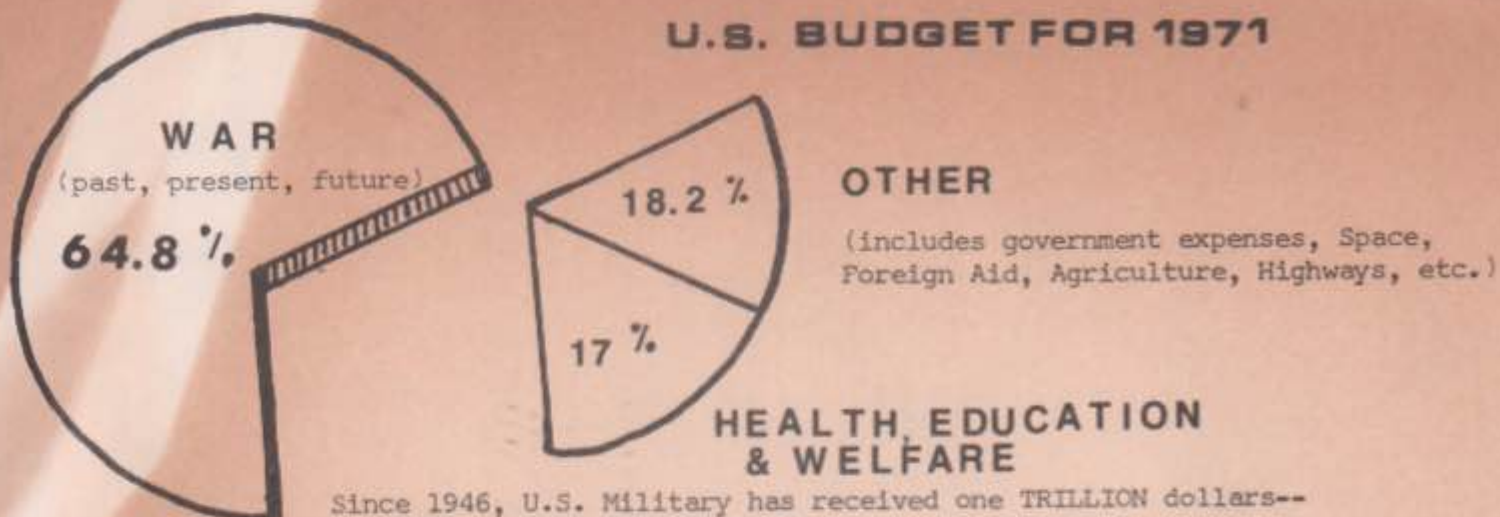 U.S. BUDGET FOR 1971
WAR
(past, present, future)
64.8 %
18.2 %
OTHER
(includes government expenses, Space,
Foreign Aid, Agriculture, Highways, etc.)
17 %
HEALTH, EDUCATION
& WELFARE
Since 1946, U.S. Military has received one TRILLION dollars--